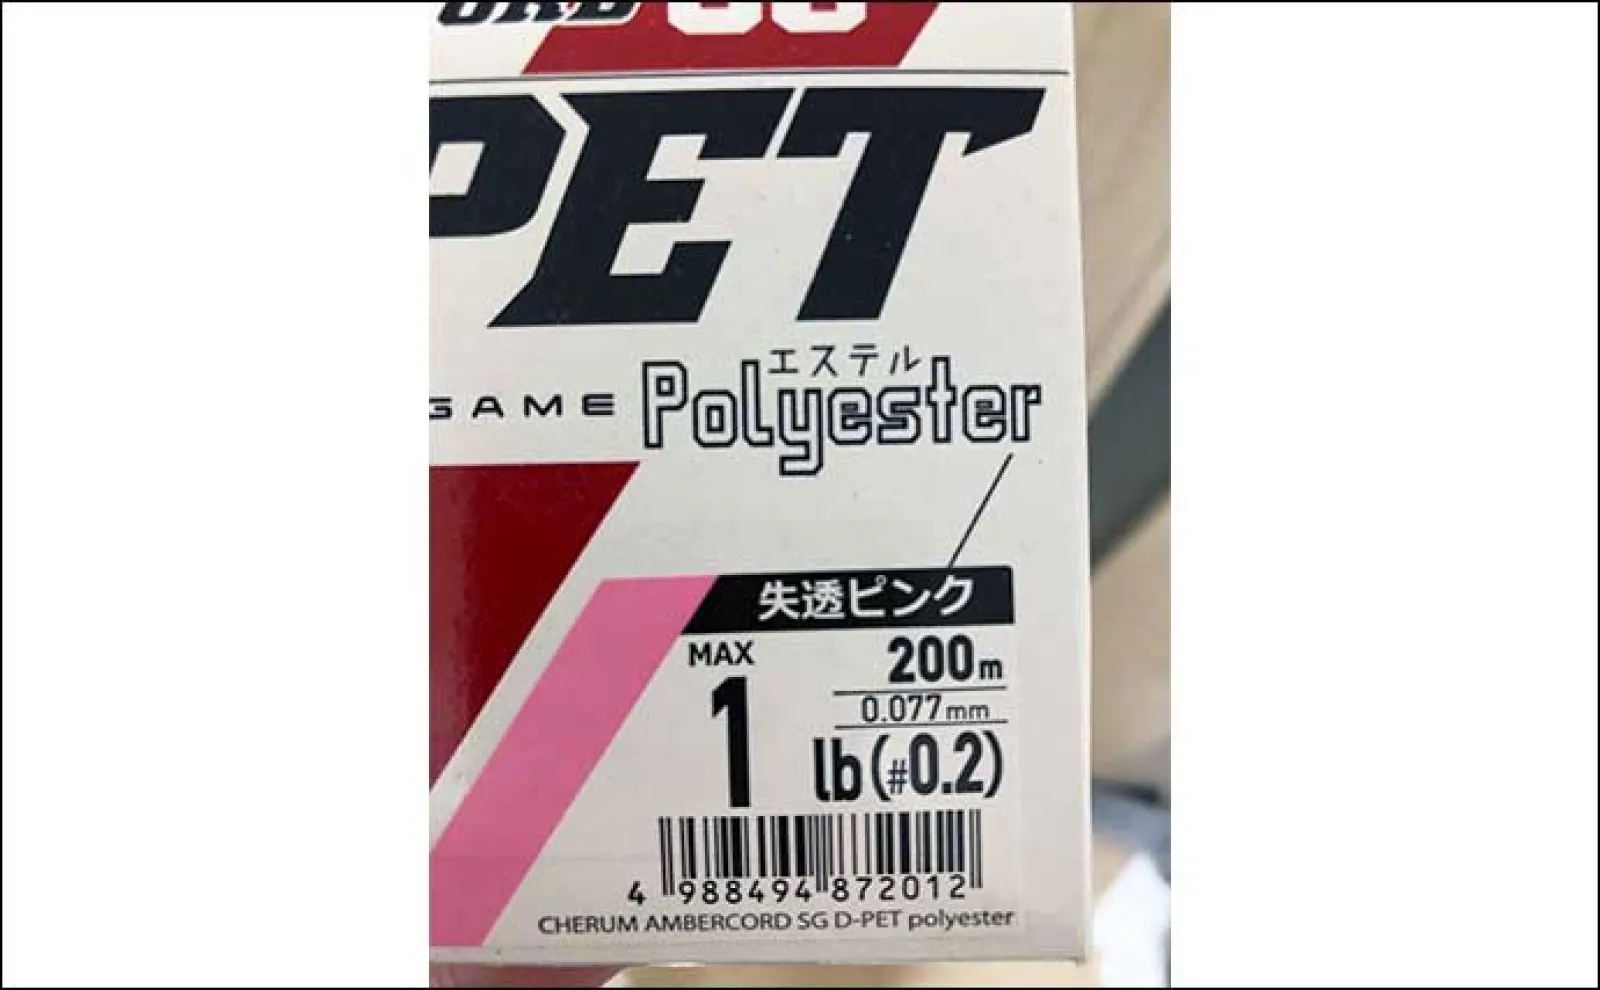 PET
エステル
GAME Polyester
失透ピンク
MAX 1 lb(#0.2)
200m
0.077mm
4 988494 872012
CHERUM AMBERCORD SG D-PET polyester